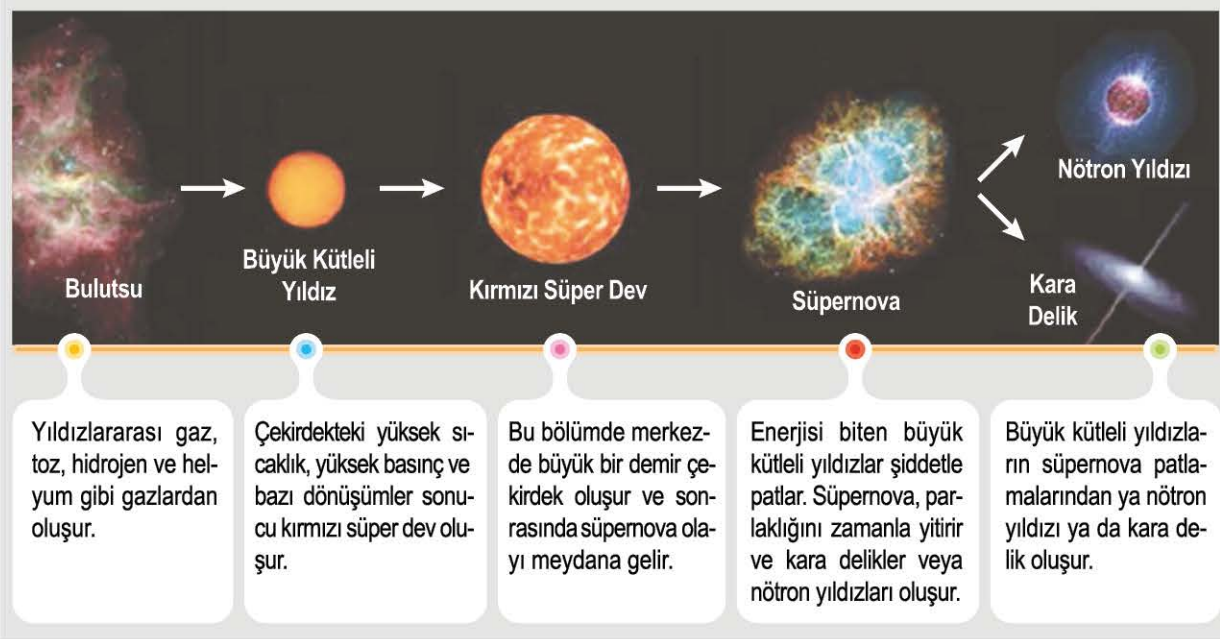 Bulutsu
Büyük Kütleli
Yıldız
Kırmızı Süper Dev
Süpernova
Nötron Yıldızı
Kara
Delik
Yıldızlararası gaz,
toz, hidrojen ve hel-
yum gibi gazlardan
oluşur.
Çekirdekteki yüksek sı-
caklık, yüksek basınç ve
bazı dönüşümler sonu-
cu kırmızı süper dev olu-
şur.
Bu bölümde merkez-
de büyük bir demir çe-
kirdek oluşur ve son-
rasında süpernova ola-
yı meydana gelir.
Enerjisi biten büyük
kütleli yıldızlar şiddetle
patlar. Süpernova, par-
laklığını zamanla yitirir
ve kara delikler veya
nötron yıldızları oluşur.
Büyük kütleli yıldızla-
rın süpernova patla-
malarından ya nötron
yıldızı ya da kara de-
lik oluşur.